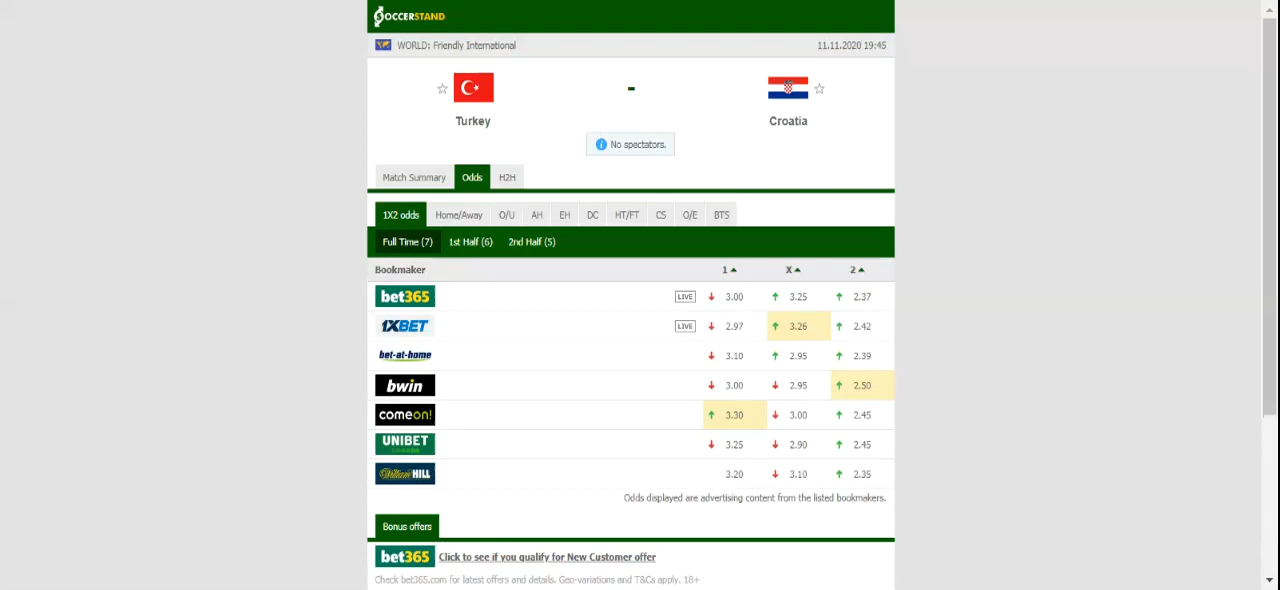 SOCCERSTAND
WORLD: Friendly International 11.11.2020 19:45
-
Turkey Croatia
No spectators.
Match Summary Odds H2H
1X2 odds Home/Away O/U AH EH DC HT/FT CS O/E BTS
Full Time (7) 1st Half (6) 2nd Half (5)
Bookmaker 1 X 2
bet365 LIVE 3.00 3.25 2.37
1XBET LIVE 2.97 3.26 2.42
bet-at-home 3.10 2.95 2.39
bwin 3.00 2.95 2.50
comeon! 3.30 3.00 2.45
UNIBET 3.25 2.90 2.45
William HILL 3.20 3.10 2.35
Odds displayed are advertising content from the listed bookmakers.
Bonus offers
bet365 Click to see if you qualify for New Customer offer
Check bet365.com for latest offers and details. Geo-variations and T&Cs apply. 18+